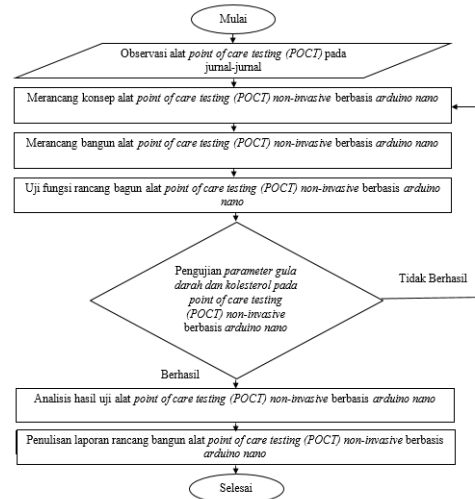 Mulai
Observasi alat point of care testing (POCT) pada
jurnal-jurnal
Merancang konsep alat point of care testing (POCT) non-invasive berbasis arduino nano
Merancang bangun alat point of care testing (POCT) non-invasive berbasis arduino nano
Uji fungsi rancang bagun alat point of care testing (POCT) non-invasive berbasis arduino
nano
Pengujian parameter gula
darah dan kolesterol pada
point of care testing
(POCT) non-invasive
berbasis arduino nano
Tidak Berhasil
Berhasil
Analisis hasil uji alat point of care testing (POCT) non-invasive berbasis arduino nano
Penulisan laporan rancang bangun alat point of care testing (POCT) non-invasive berbasis
arduino nano
Selesai